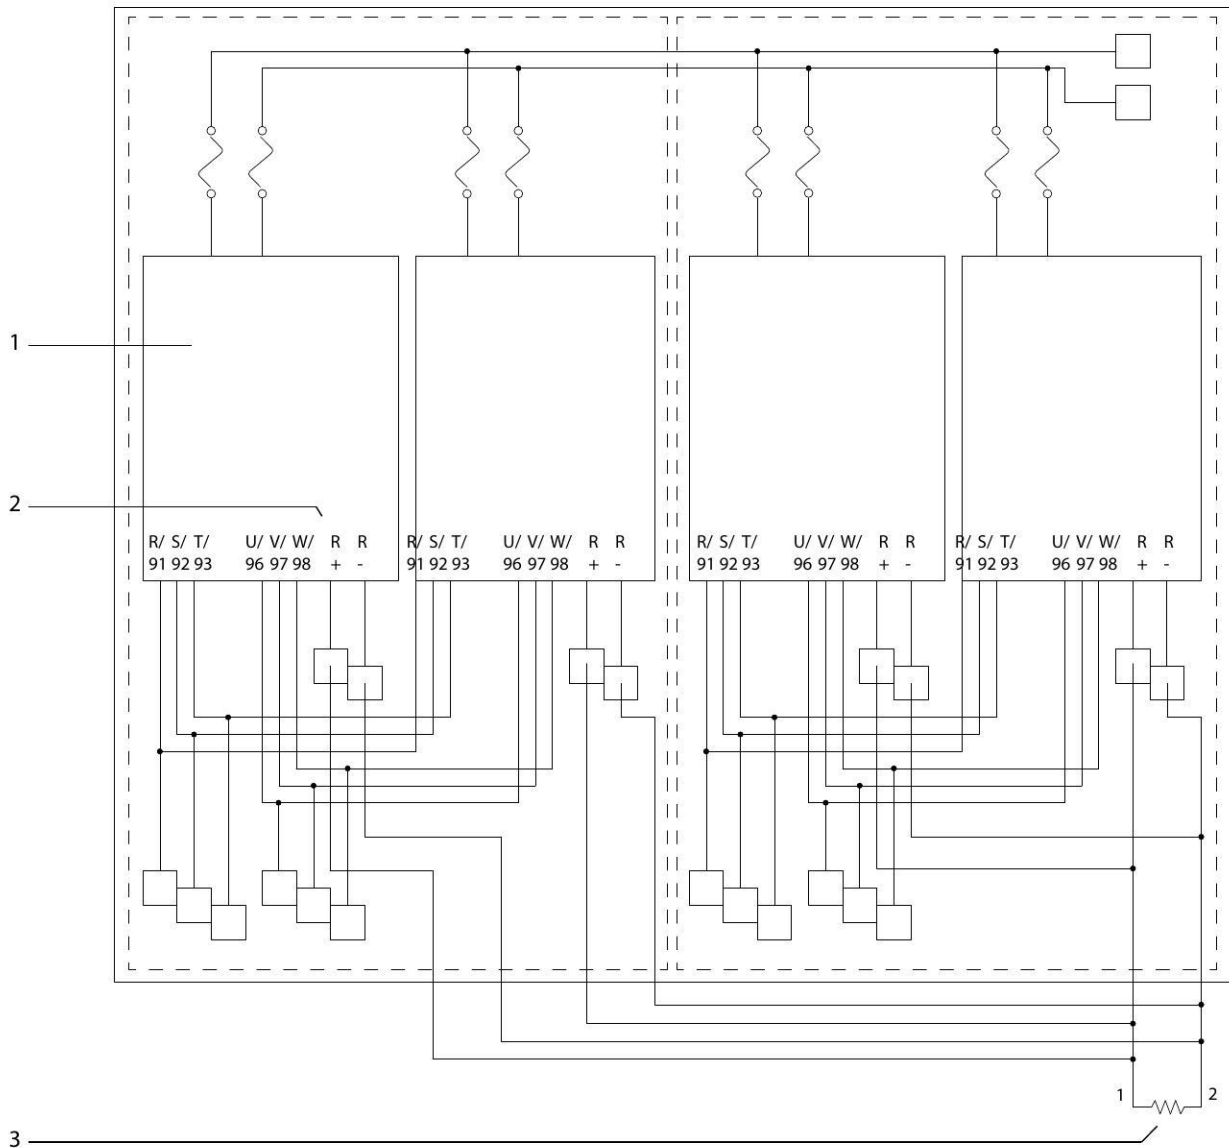 1
2
R/ S/ T/ U/ V/ W/ R R R/ S/ T/ U/ V/ W/ R R R/ S/ T/ U/ V/ W/ R R R/ S/ T/ U/ V/ W/ R R
91 92 93 96 97 98 + - 91 92 93 96 97 98 + - 91 92 93 96 97 98 + - 91 92 93 96 97 98 + -
1 2
3